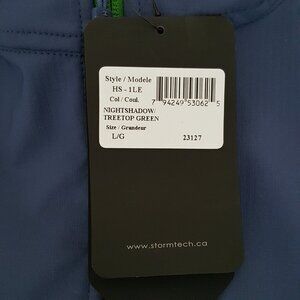 Style / Modele
HS - 1LE
Col / Coul.
7 94249 53062 5
NIGHTSHADOW/
TREETOP GREEN
Size / Grandeur
L/G
23127
www.stormtech.ca